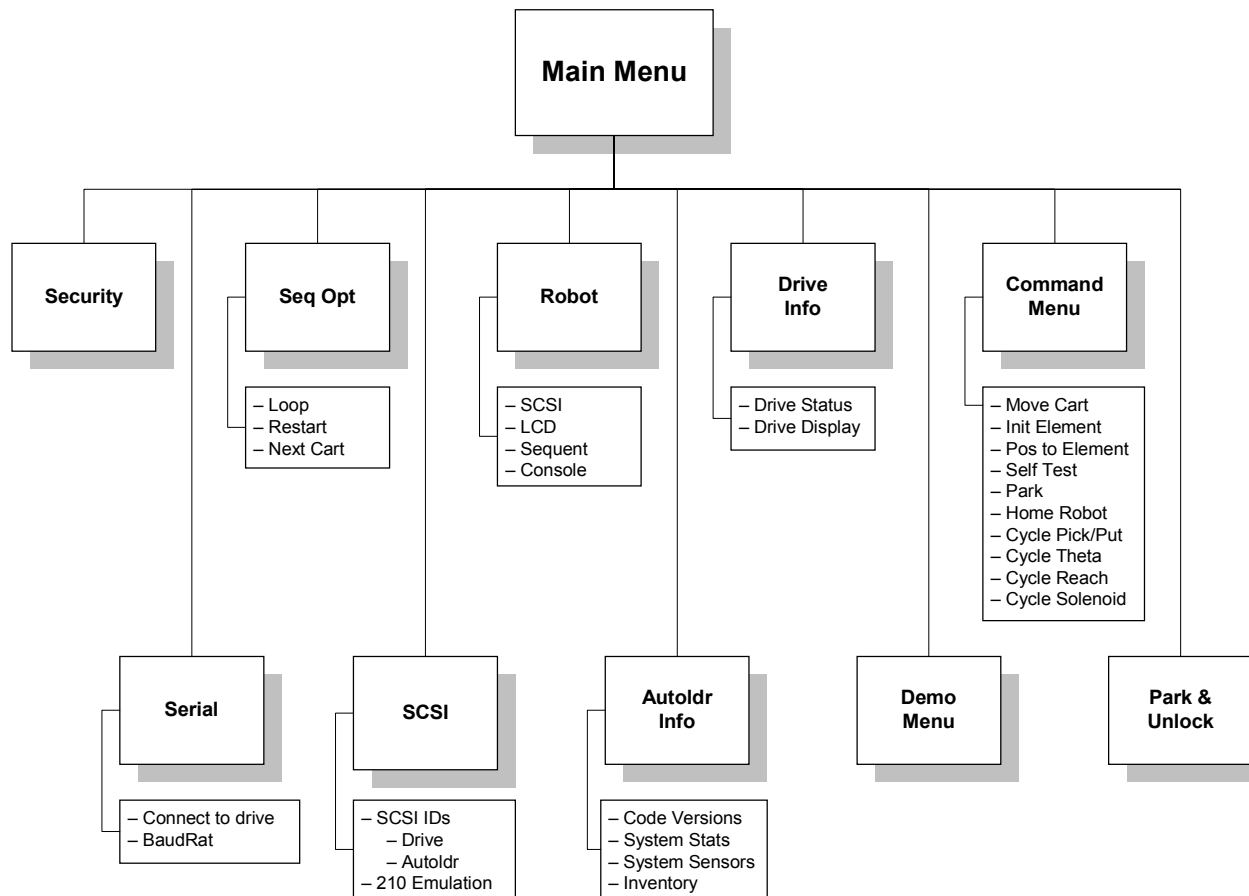 Main Menu
Security
Seq Opt
Robot
Drive
Info
Command
Menu
– Loop
– Restart
– Next Cart
– SCSI
– LCD
– Sequent
– Console
– Drive Status
– Drive Display
– Move Cart
– Init Element
– Pos to Element
– Self Test
– Park
– Home Robot
– Cycle Pick/Put
– Cycle Theta
– Cycle Reach
– Cycle Solenoid
Serial
SCSI
Autoldr
Info
Demo
Menu
Park &
Unlock
– Connect to drive
– BaudRat
– SCSI IDs
– Drive
– Autoldr
– 210 Emulation
– Code Versions
– System Stats
– System Sensors
– Inventory